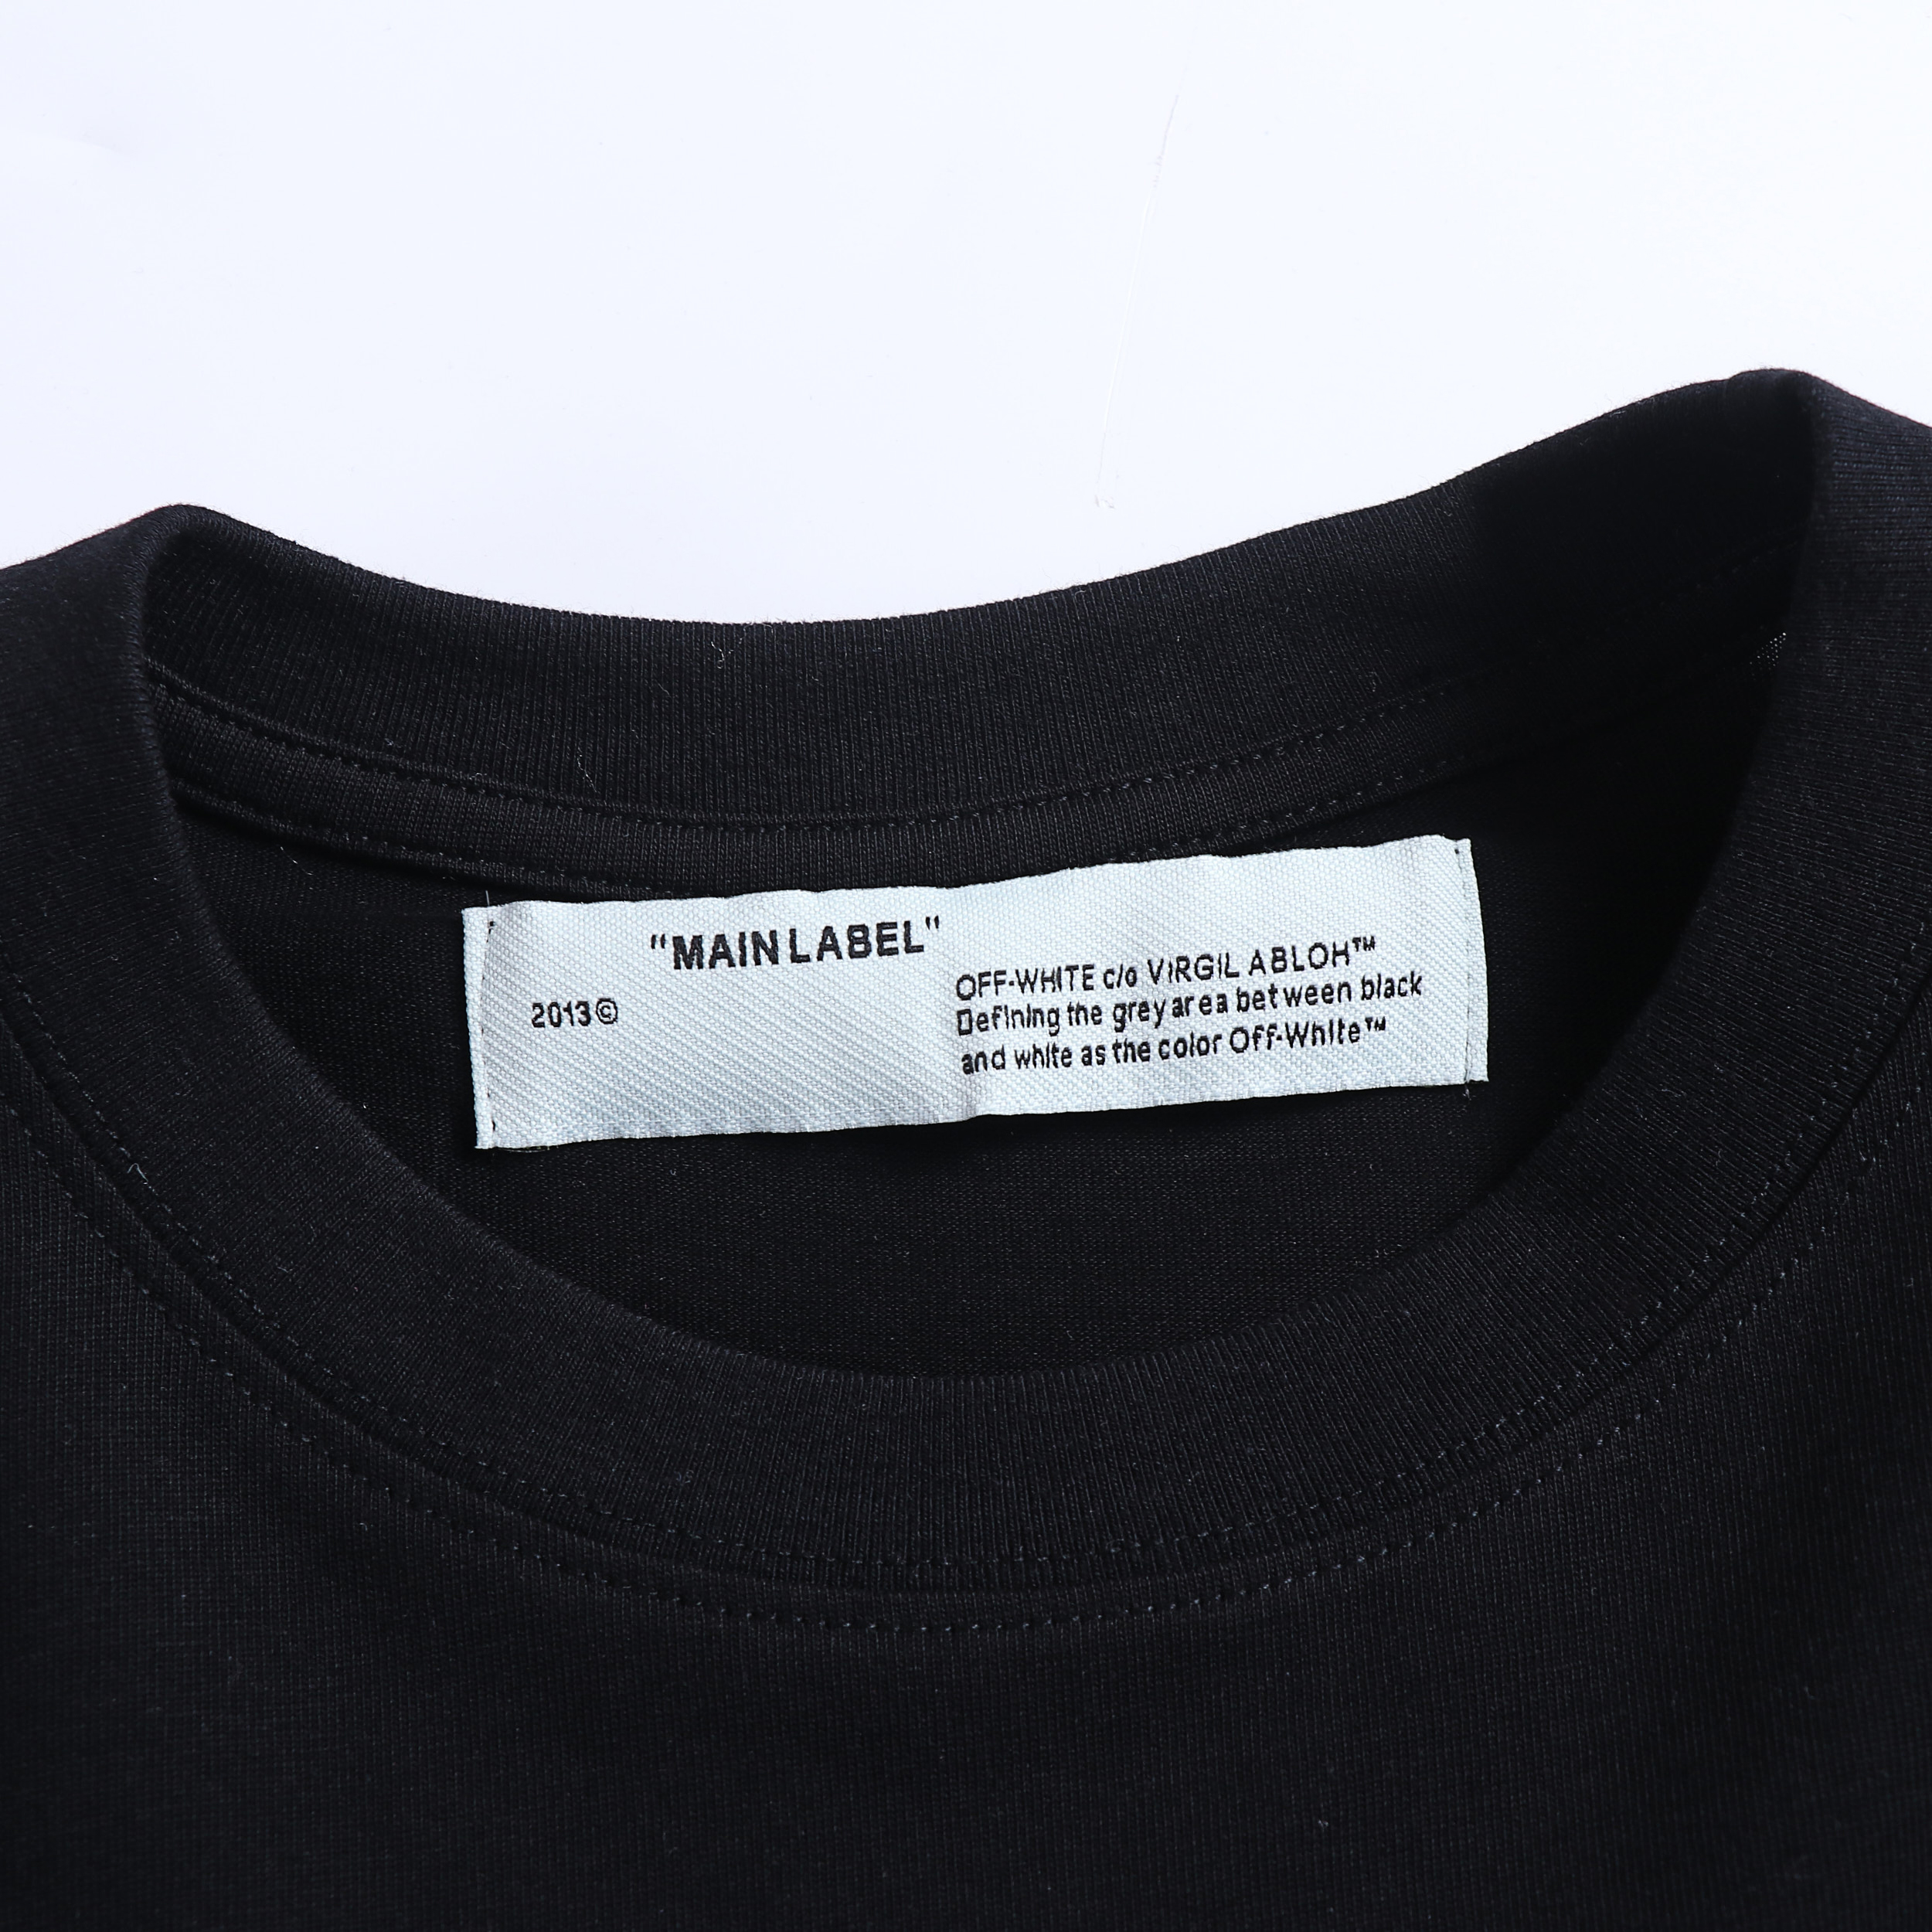 "MAIN LABEL"
2013©
OFF-WHITE c/o VIRGIL ABLOH™
Defining the grey area between black
and white as the color Off-White™